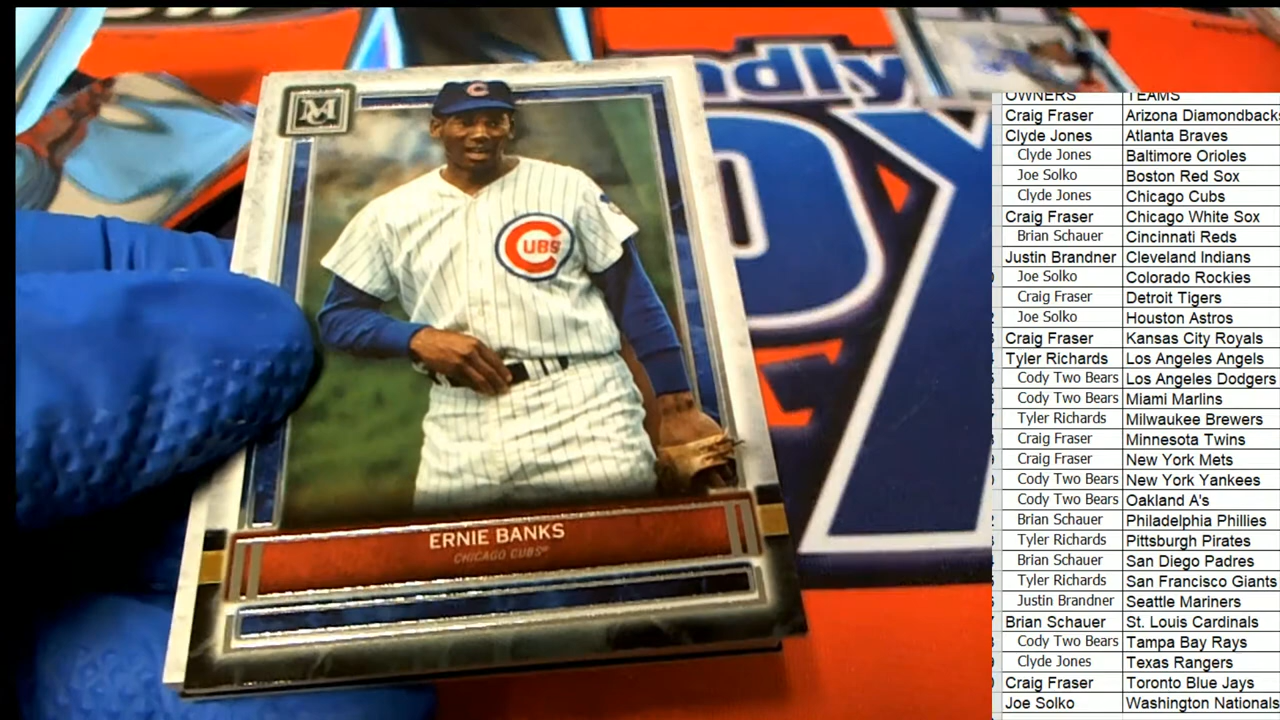 MC
C
CUBS
ERNIE BANKS
CHICAGO CUBS®
ndly
OWNERS TEAMS
Craig Fraser Arizona Diamondbacks
Clyde Jones Atlanta Braves
Clyde Jones Baltimore Orioles
Joe Solko Boston Red Sox
Clyde Jones Chicago Cubs
Craig Fraser Chicago White Sox
Brian Schauer Cincinnati Reds
Justin Brandner Cleveland Indians
Joe Solko Colorado Rockies
Craig Fraser Detroit Tigers
Joe Solko Houston Astros
Craig Fraser Kansas City Royals
Tyler Richards Los Angeles Angels
Cody Two Bears Los Angeles Dodgers
Cody Two Bears Miami Marlins
Tyler Richards Milwaukee Brewers
Craig Fraser Minnesota Twins
Craig Fraser New York Mets
Cody Two Bears New York Yankees
Cody Two Bears Oakland A's
Brian Schauer Philadelphia Phillies
Tyler Richards Pittsburgh Pirates
Brian Schauer San Diego Padres
Tyler Richards San Francisco Giants
Justin Brandner Seattle Mariners
Brian Schauer St. Louis Cardinals
Cody Two Bears Tampa Bay Rays
Clyde Jones Texas Rangers
Craig Fraser Toronto Blue Jays
Joe Solko Washington Nationals